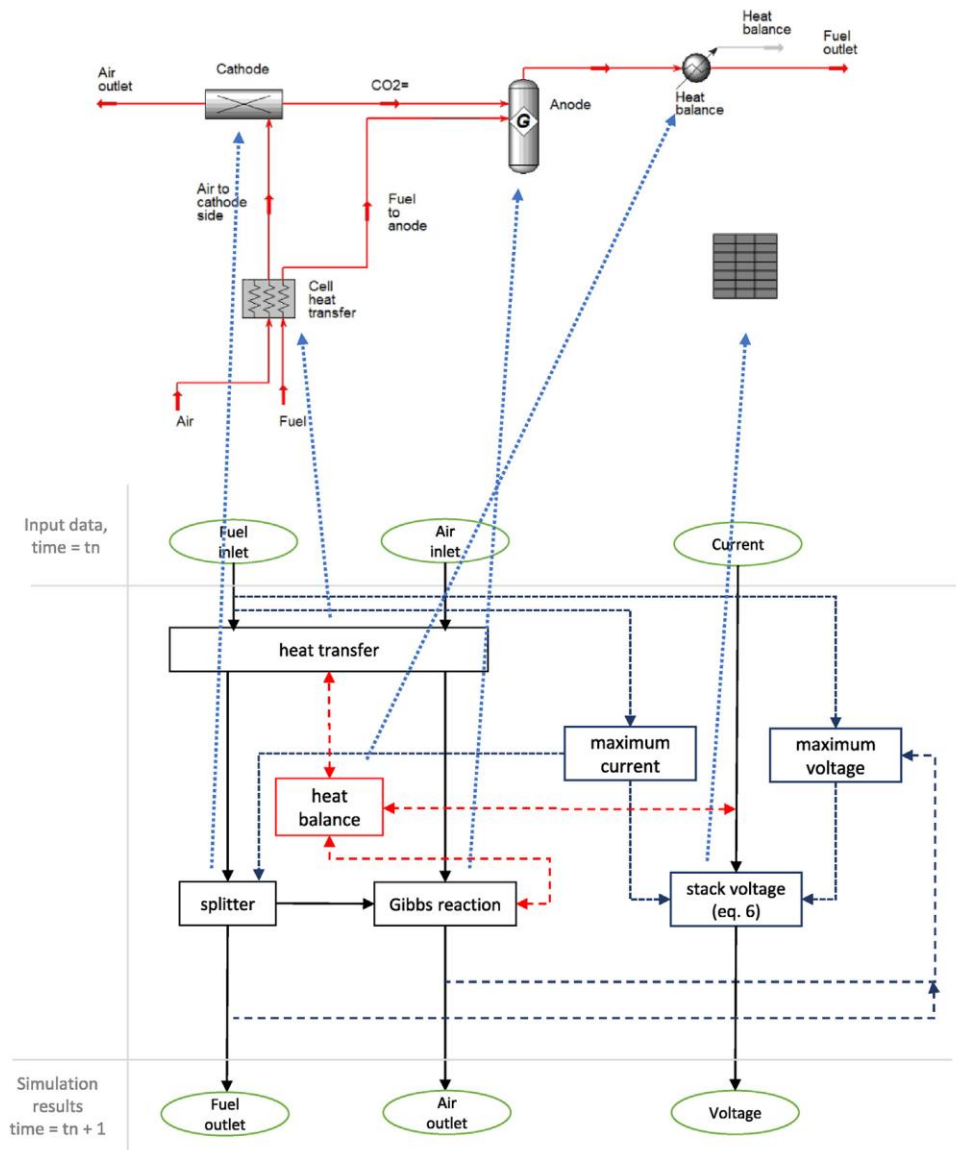 Heat
balance
Fuel
outlet
Air
outlet
Cathode
CO2=
Anode
G
Heat
balance
Air to
cathode
side
Fuel
to
anode
Cell
heat
transfer
Air
Fuel
Input data,
time = tn
Fuel
inlet
Air
inlet
Current
heat transfer
maximum
current
maximum
voltage
heat
balance
splitter
Gibbs reaction
stack voltage
(eq. 6)
Simulation
results
time = tn + 1
Fuel
outlet
Air
outlet
Voltage